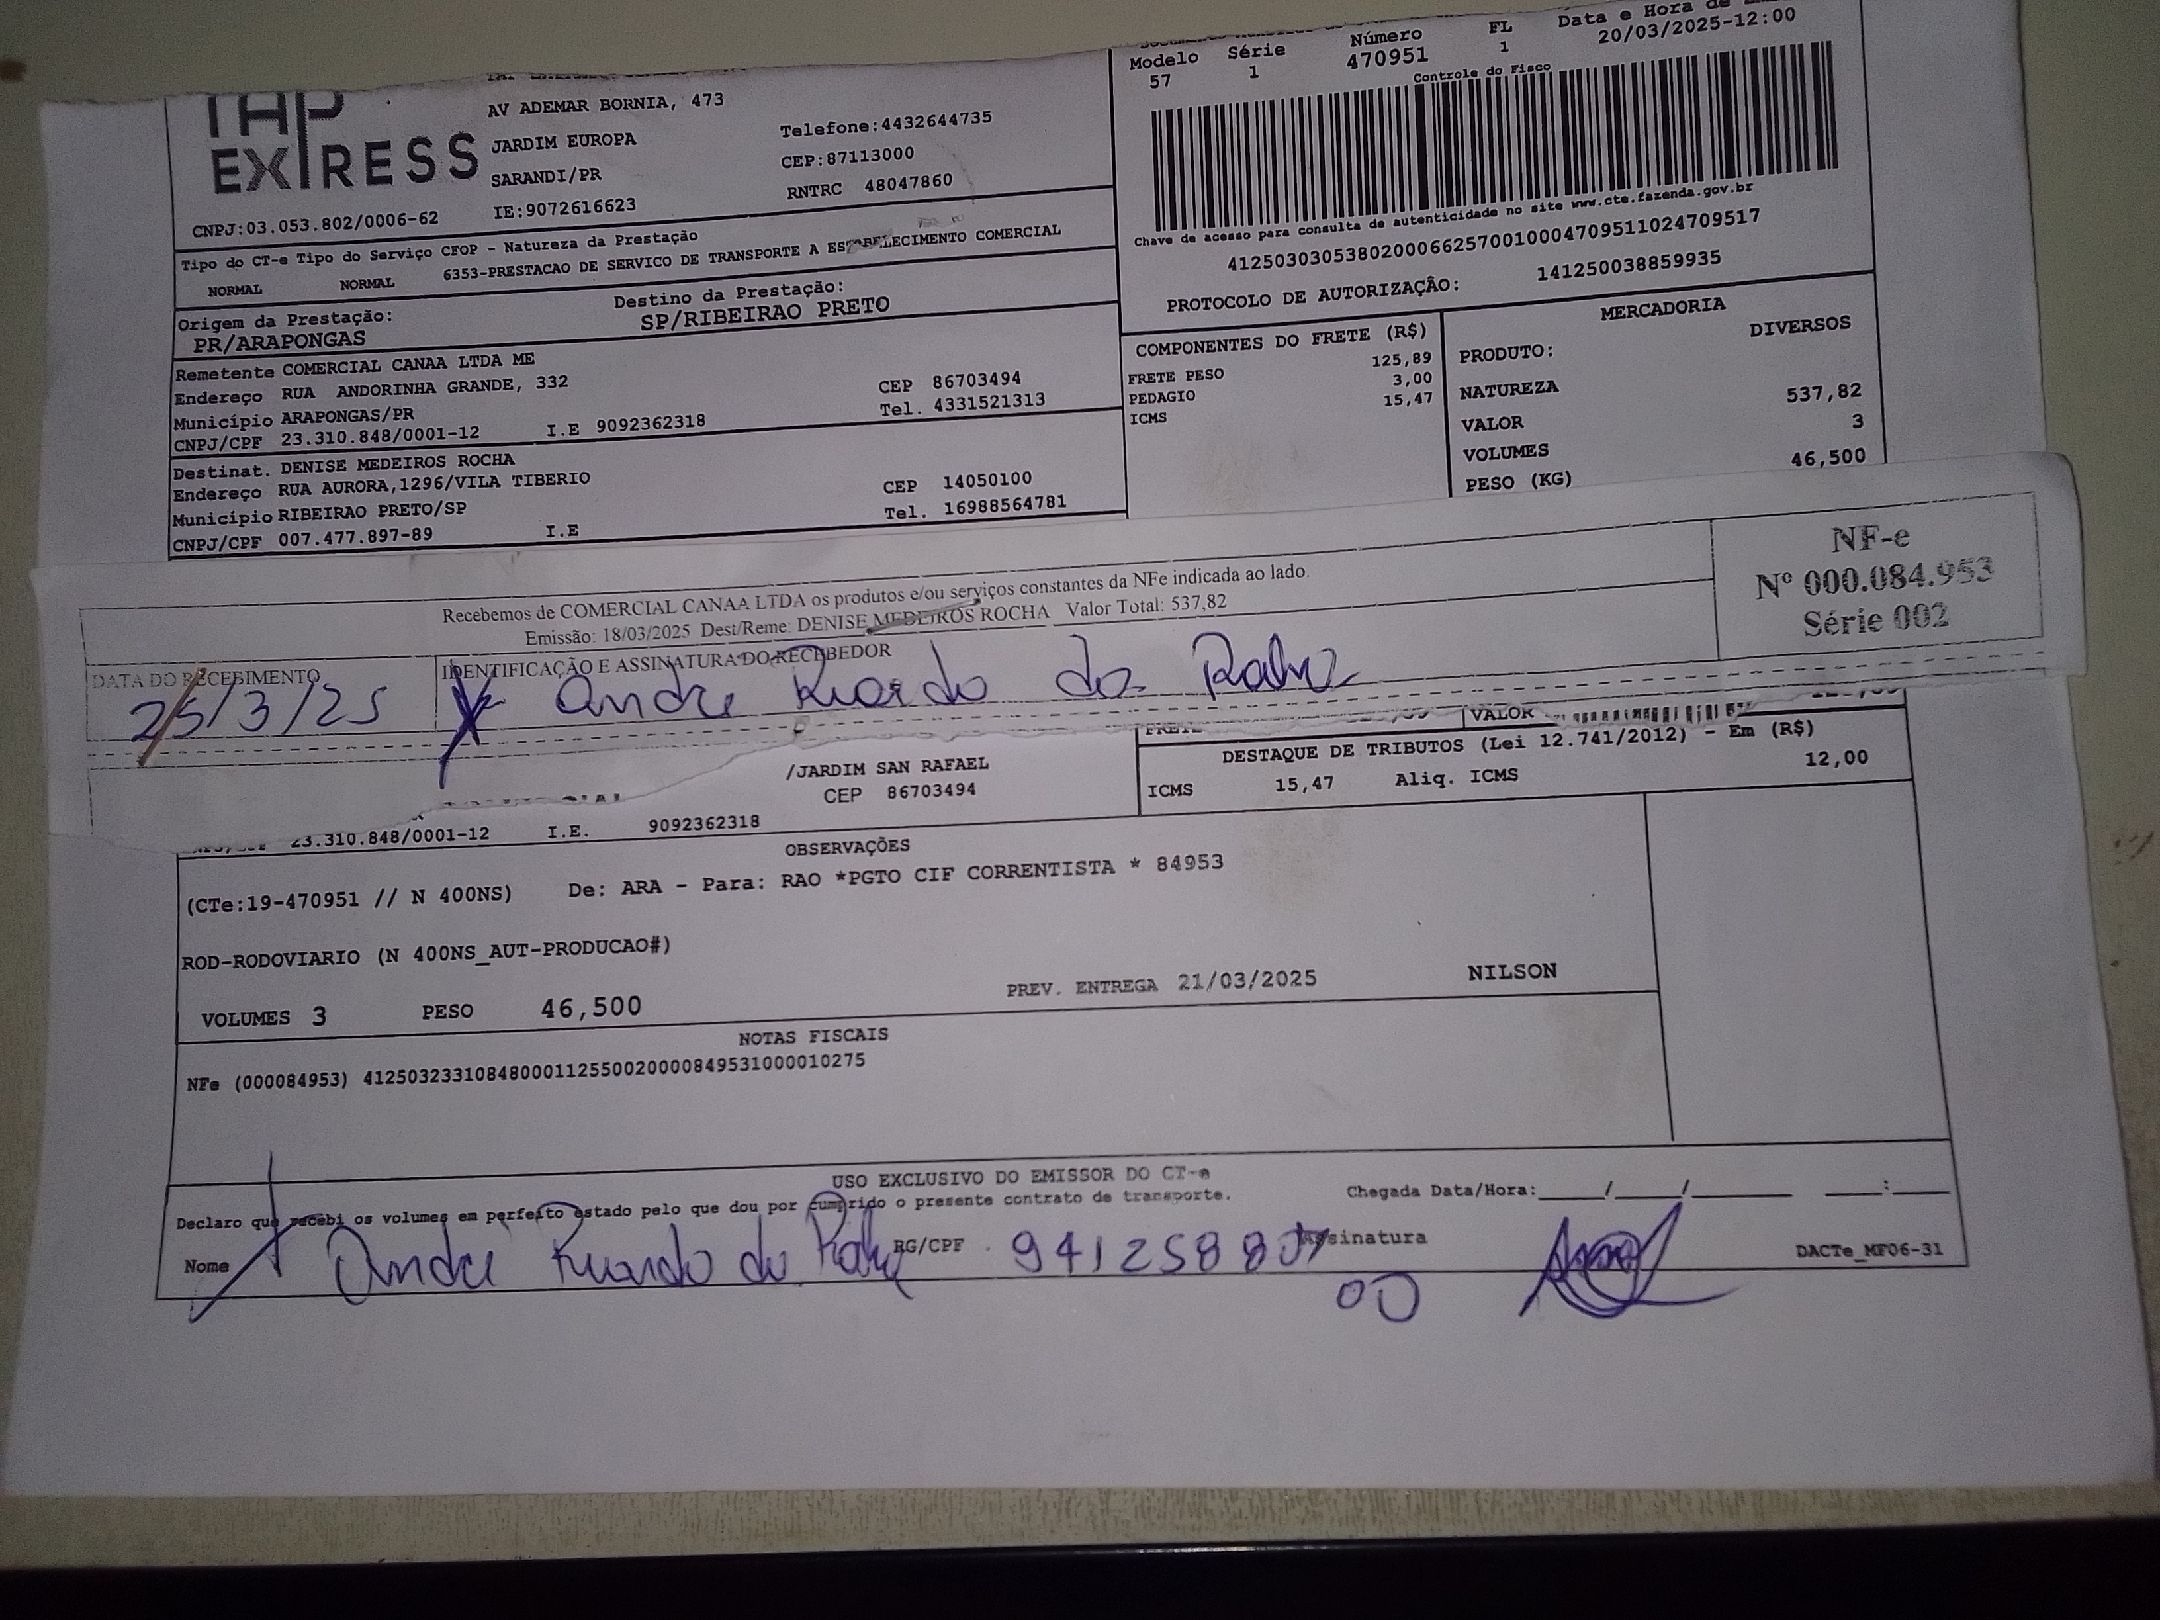 TAP
EXPRESS
AV ADEMAR BORNIA, 473
JARDIM EUROPA
SARANDI/PR
IE:9072616623
Telefone:4432644735
CEP:87113000
RNTRC 48047860
CNPJ:03.053.802/0006-62
Modelo Série Número FL Data e Hora de
57 1 470951 1 20/03/2025-12:00
Controle do Fisco
Chave de acesso para consulta de autenticidade no site www.cte.fazenda.gov.br
41250303053802000662570010004709511024709517
PROTOCOLO DE AUTORIZAÇÃO: 141250038859935
Tipo do CT-e Tipo do Serviço CFOP - Natureza da Prestação
NORMAL NORMAL 6353-PRESTACAO DE SERVICO DE TRANSPORTE A ESTABELECIMENTO COMERCIAL
Origem da Prestação: Destino da Prestação:
PR/ARAPONGAS SP/RIBEIRAO PRETO
Remetente COMERCIAL CANAA LTDA ME
Endereço RUA ANDORINHA GRANDE, 332 CEP 86703494
Município ARAPONGAS/PR Tel. 4331521313
CNPJ/CPF 23.310.848/0001-12 I.E 9092362318
Destinat. DENISE MEDEIROS ROCHA
Endereço RUA AURORA,1296/VILA TIBERIO CEP 14050100
Município RIBEIRAO PRETO/SP Tel. 16988564781
CNPJ/CPF 007.477.897-89 I.E
COMPONENTES DO FRETE (R$)
FRETE PESO 125,89
PEDAGIO 3,00
ICMS 15,47
MERCADORIA
PRODUTO: DIVERSOS
NATUREZA
VALOR 537,82
VOLUMES 3
PESO (KG) 46,500
Recebemos de COMERCIAL CANAA LTDA os produtos e/ou serviços constantes da NFe indicada ao lado.
Emissão: 18/03/2025 Dest/Reme: DENISE MEDEIROS ROCHA Valor Total: 537,82
NF-e
Nº 000.084.953
Série 002
DATA DO RECEBIMENTO IDENTIFICAÇÃO E ASSINATURA DO RECEBEDOR
25/3/25 Andre Ricardo da
FRETE VALOR
/JARDIM SAN RAFAEL
CEP 86703494
23.310.848/0001-12 I.E. 9092362318
DESTAQUE DE TRIBUTOS (Lei 12.741/2012) - Em (R$)
ICMS 15,47 Aliq. ICMS 12,00
OBSERVAÇÕES
(CTe:19-470951 // N 400NS) De: ARA - Para: RAO *PGTO CIF CORRENTISTA * 84953
ROD-RODOVIARIO (N 400NS_AUT-PRODUCAO#)
VOLUMES 3 PESO 46,500 PREV. ENTREGA 21/03/2025 NILSON
NOTAS FISCAIS
NFe (000084953) 41250323310848000112550020000849531000010275
USO EXCLUSIVO DO EMISSOR DO CT-e
Declaro que recebi os volumes em perfeito estado pelo que dou por cumprido o presente contrato de transporte. Chegada Data/Hora:____/____/______ ___:____
Nome Andre Ricardo da RG/CPF 941258807 Assinatura
00
DACTe_MF06-31